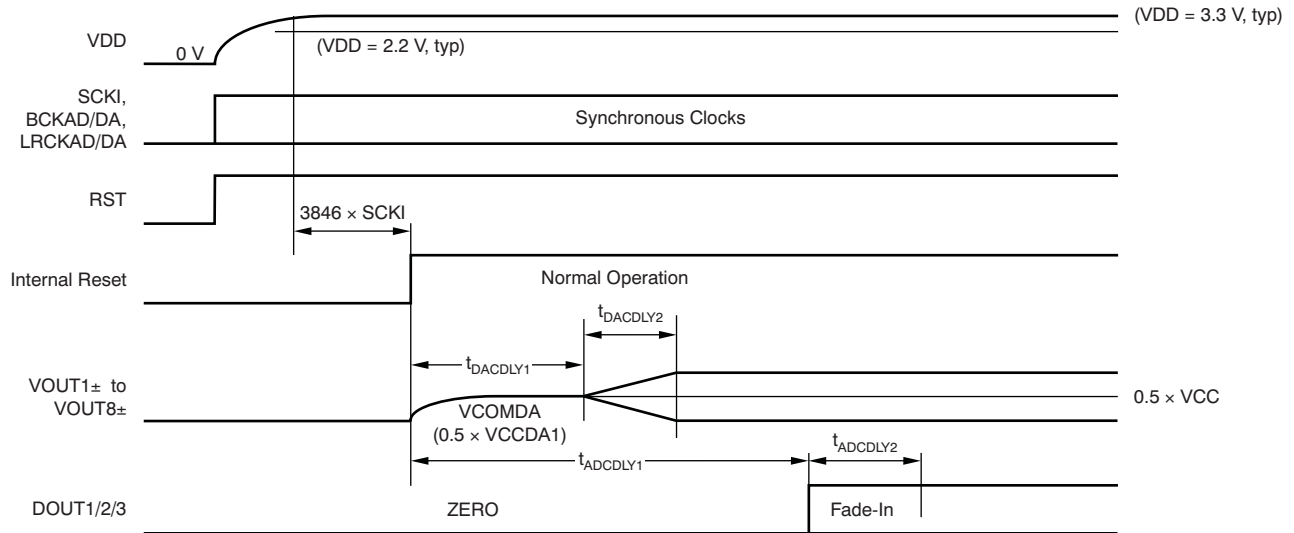 (VDD = 3.3 V, typ)
VDD
0 V
(VDD = 2.2 V, typ)
SCKI,
BCKAD/DA,
LRCKAD/DA
Synchronous Clocks
RST
3846 × SCKI
Internal Reset
Normal Operation
tDACDLY2
tDACDLY1
VOUT1± to
VOUT8±
VCOMDA
(0.5 × VCCDA1)
0.5 × VCC
tADCDLY1
tADCDLY2
DOUT1/2/3
ZERO
Fade-In